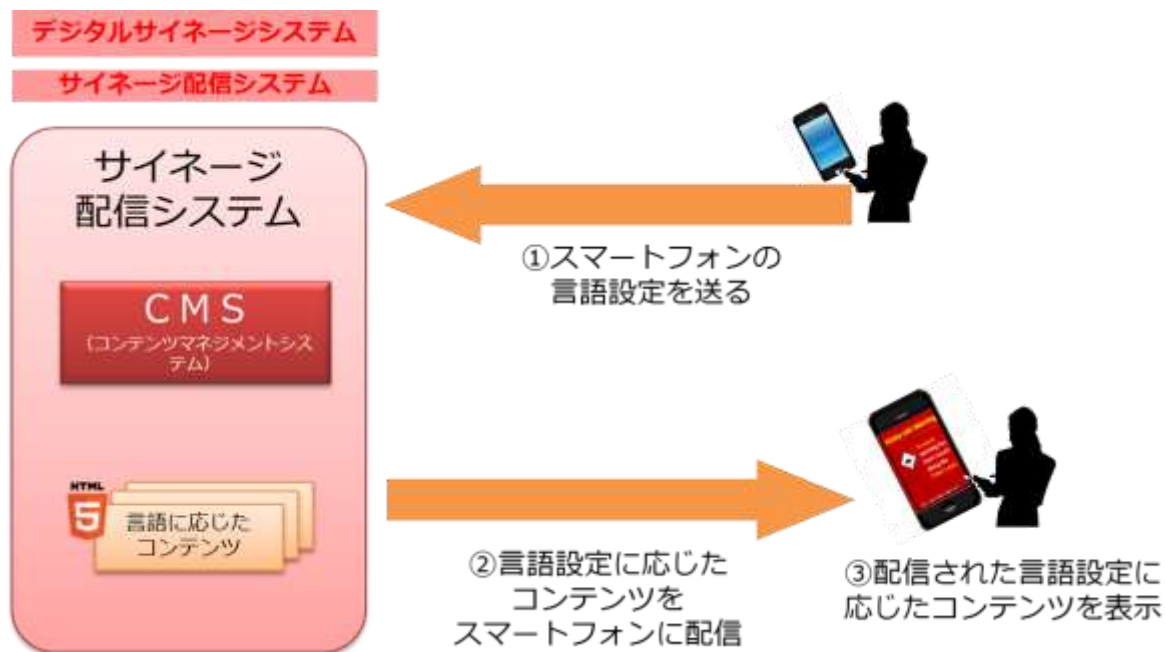 デジタルサイネージシステム
サイネージ配信システム
サイネージ
配信システム
CMS
(コンテンツマネジメントシス
テム)
HTML
5
言語に応じた
コンテンツ
①スマートフォンの
言語設定を送る
②言語設定に応じた
コンテンツを
スマートフォンに配信
③配信された言語設定に
応じたコンテンツを表示